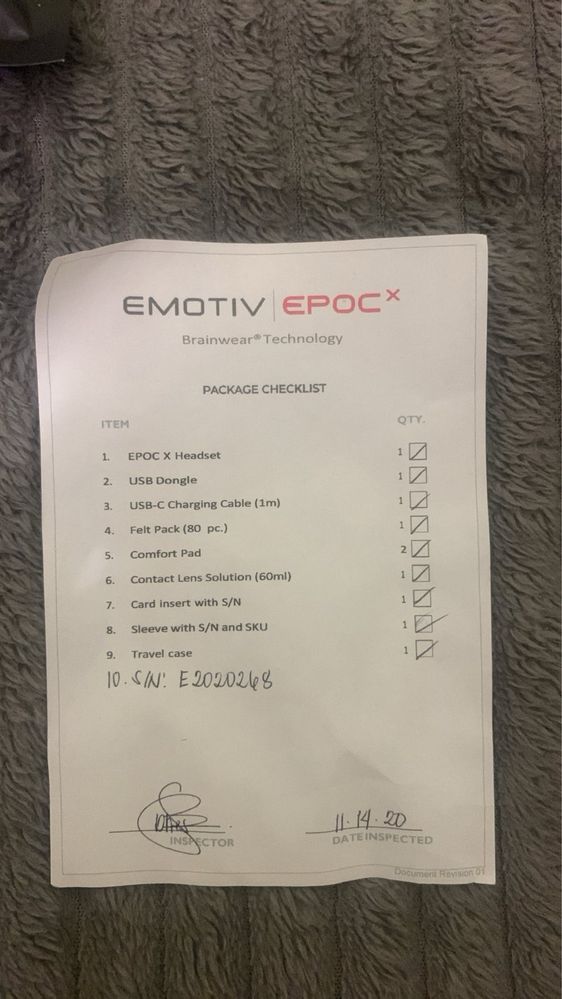 EMOTIV | EPOC X
Brainwear® Technology
PACKAGE CHECKLIST
ITEM QTY.
1. EPOC X Headset 1
2. USB Dongle 1
3. USB-C Charging Cable (1m) 1
4. Felt Pack (80 pc.) 1
5. Comfort Pad 2
6. Contact Lens Solution (60ml) 1
7. Card insert with S/N 1
8. Sleeve with S/N and SKU 1
9. Travel case 1
10. S/N: E2020268
11.14.20
INSPECTOR DATE INSPECTED
Document Revision 01